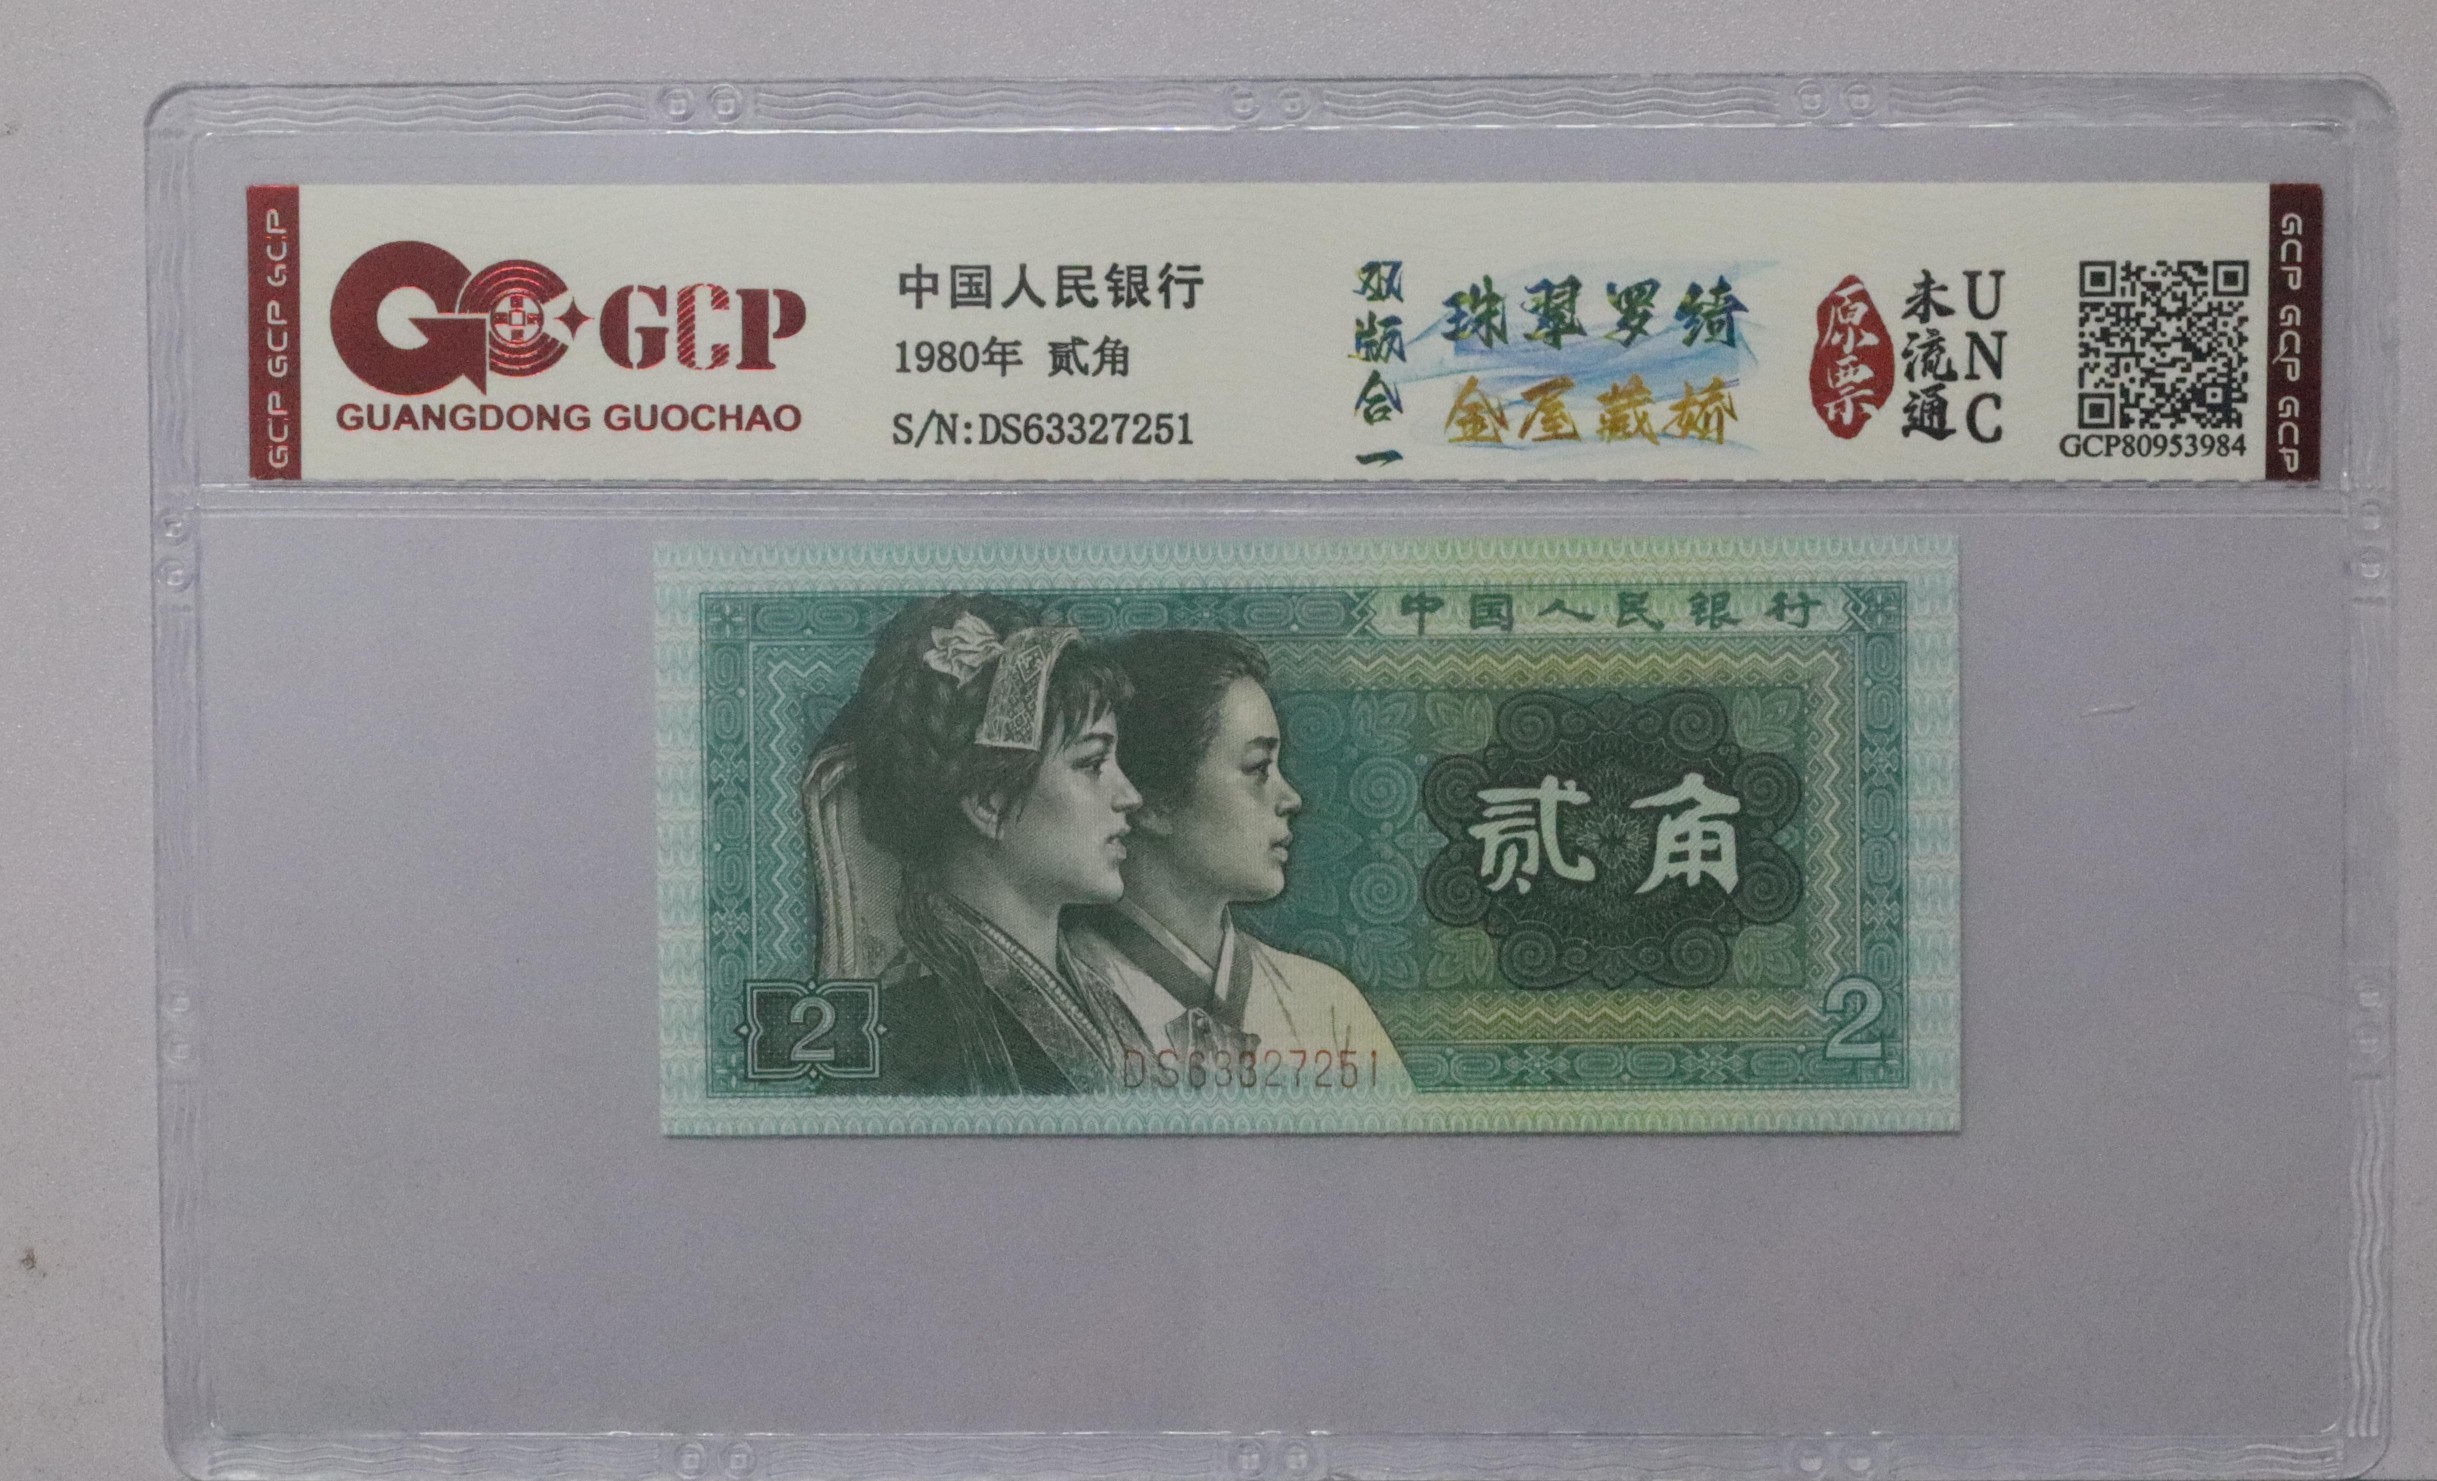 GCP GCP GCP
GCP
GUANGDONG GUOCHAO
中国人民银行
1980年 贰角
S/N:DS63327251
双版合一
珠翠罗绮
金屋藏娇
原票
未流通
UNC
GCP80953984
GCP GCP GCP
中国人民银行
贰角
2
2
DS63327251